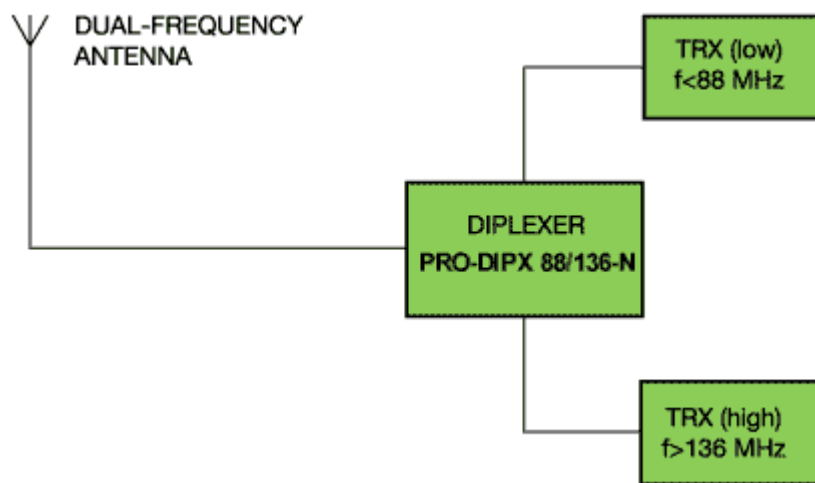 DUAL-FREQUENCY
ANTENNA
TRX (low)
f<88 MHz
DIPLEXER
PRO-DIPX 88/136-N
TRX (high)
f>136 MHz